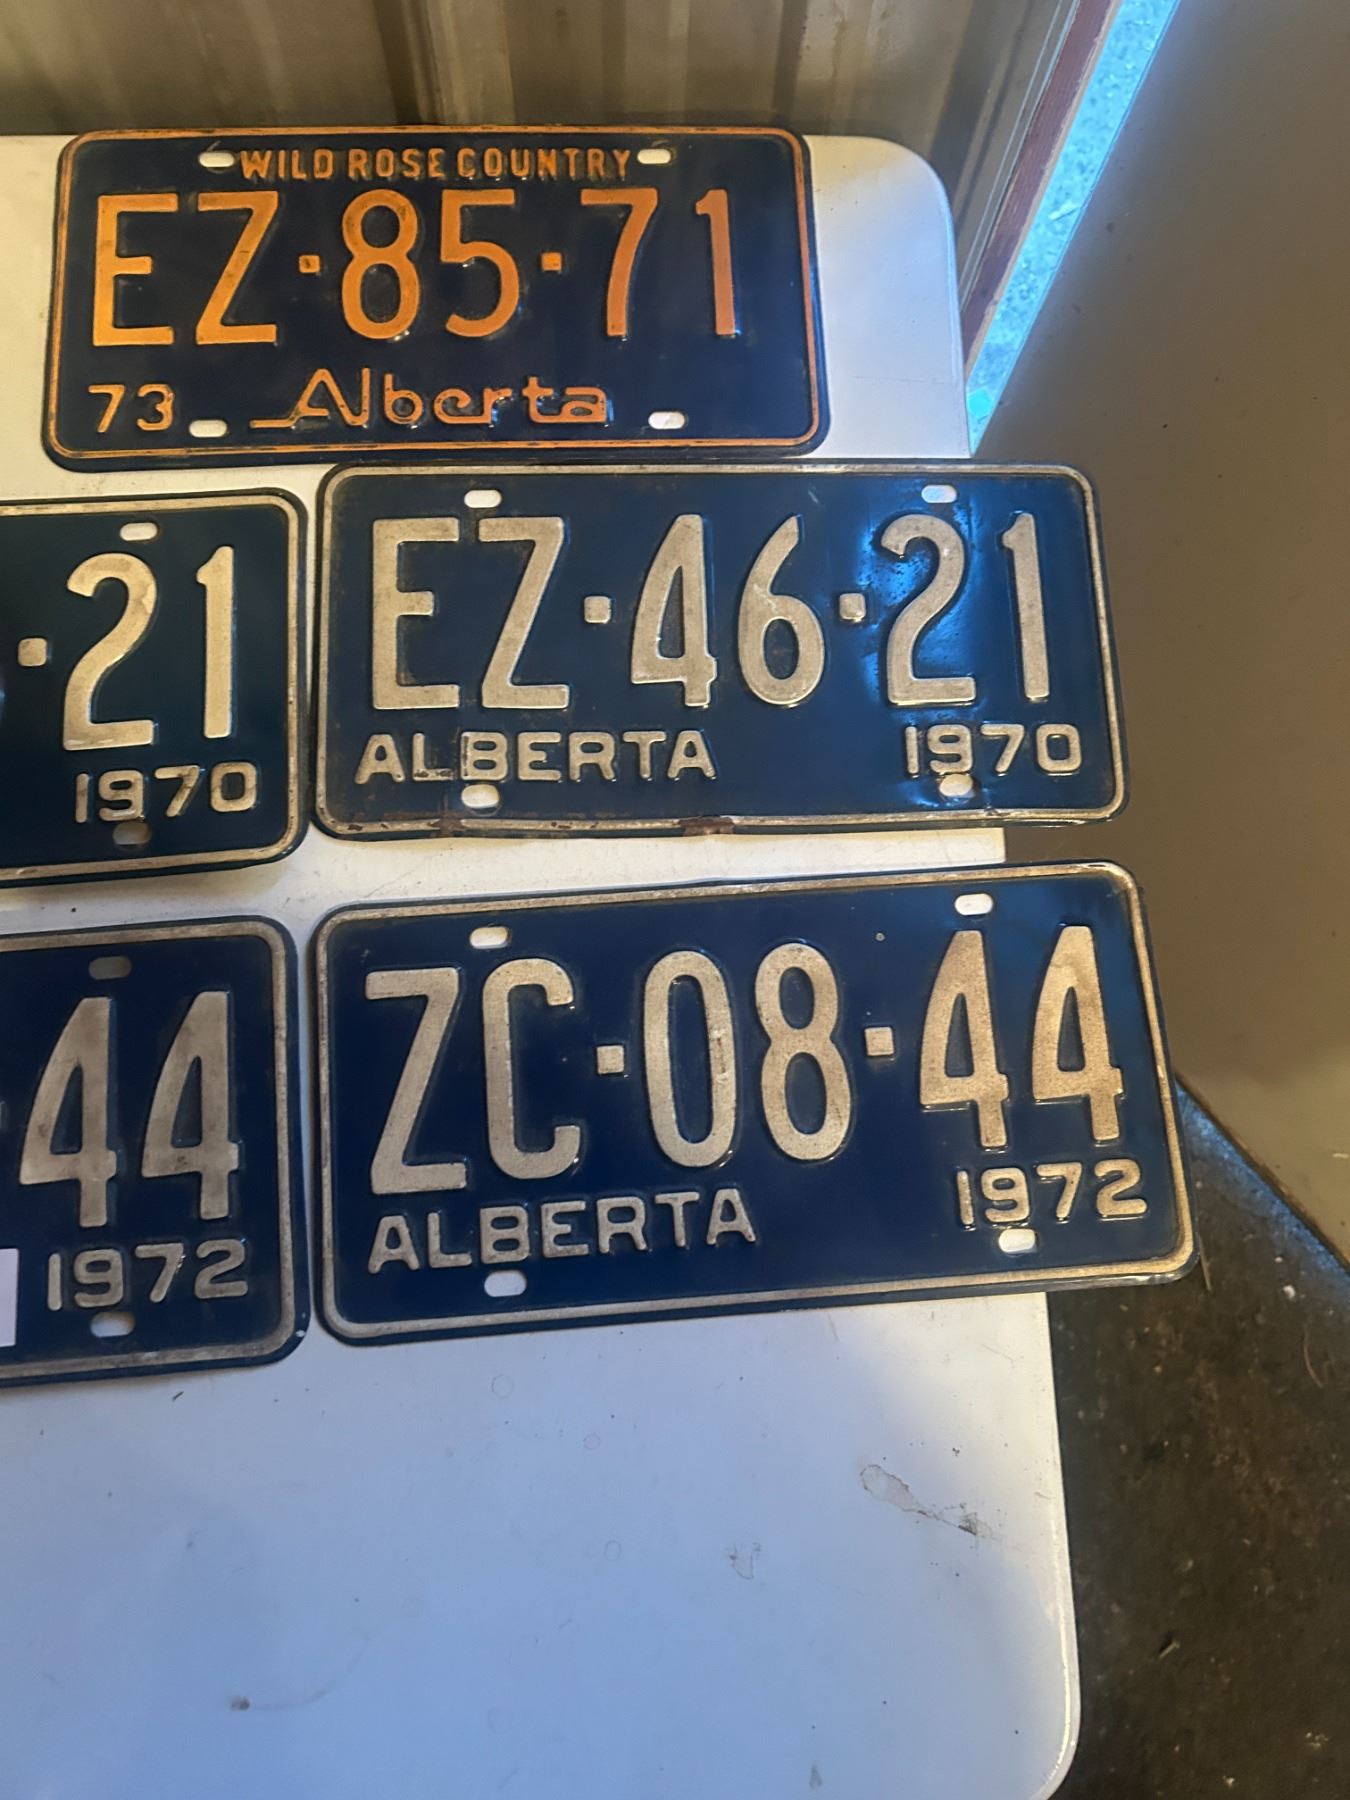 WILD ROSE COUNTRY
EZ·85·71
73 Alberta
·21
1970
EZ·46·21
ALBERTA 1970
44
1972
ZC·08·44
ALBERTA 1972